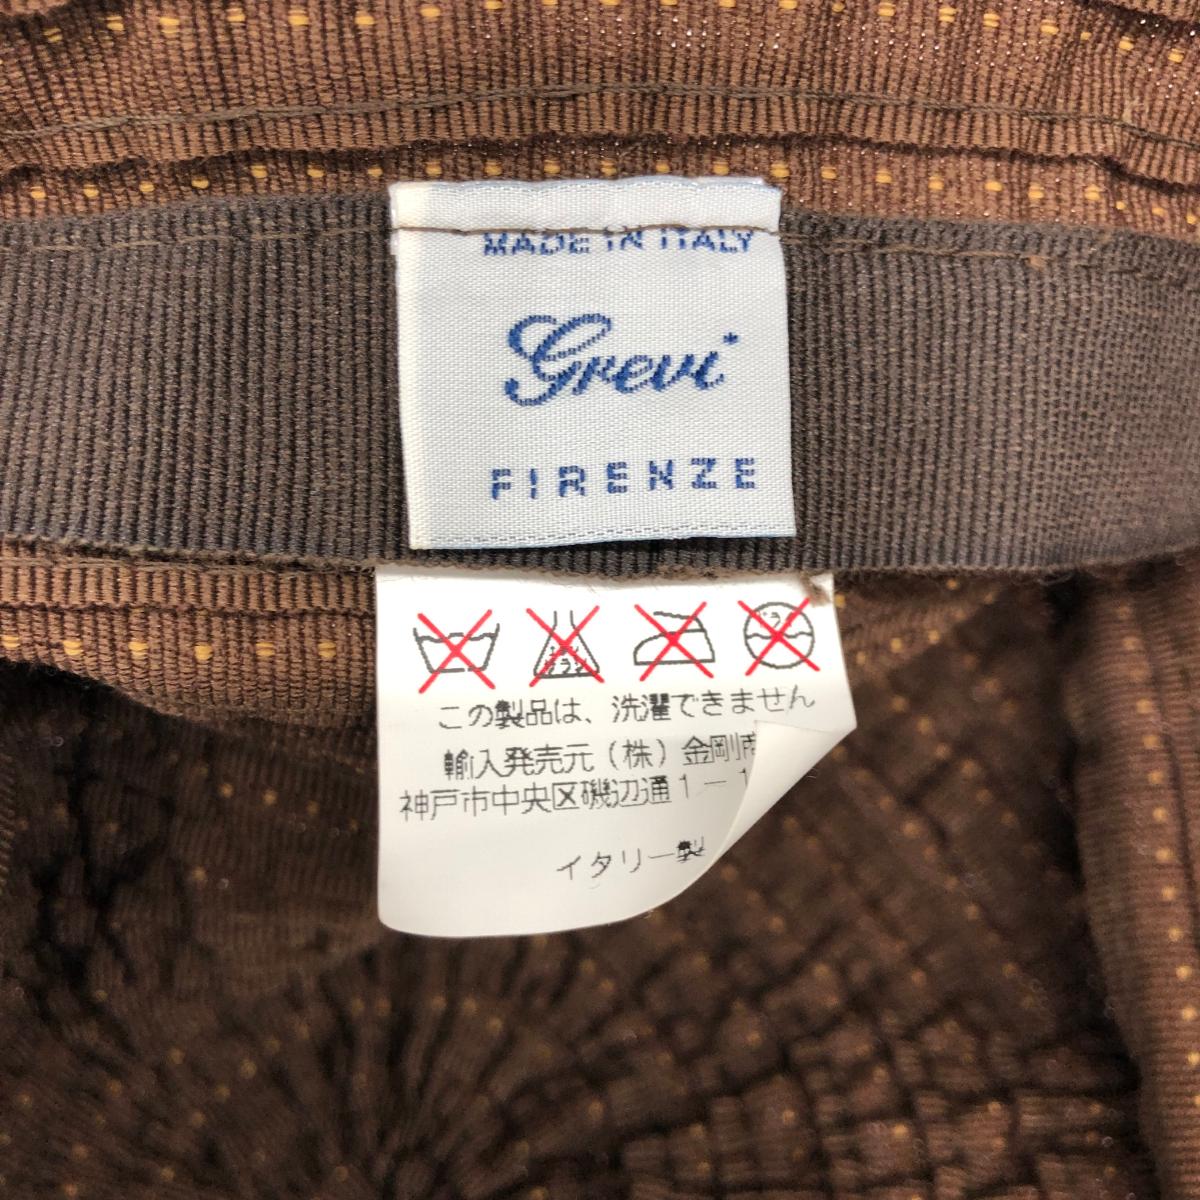 MADE IN ITALY
Grevi
FIRENZE
この製品は、洗濯できません
輸入発売元（株）金剛
神戸市中央区磯辺通1－1
イタリー製